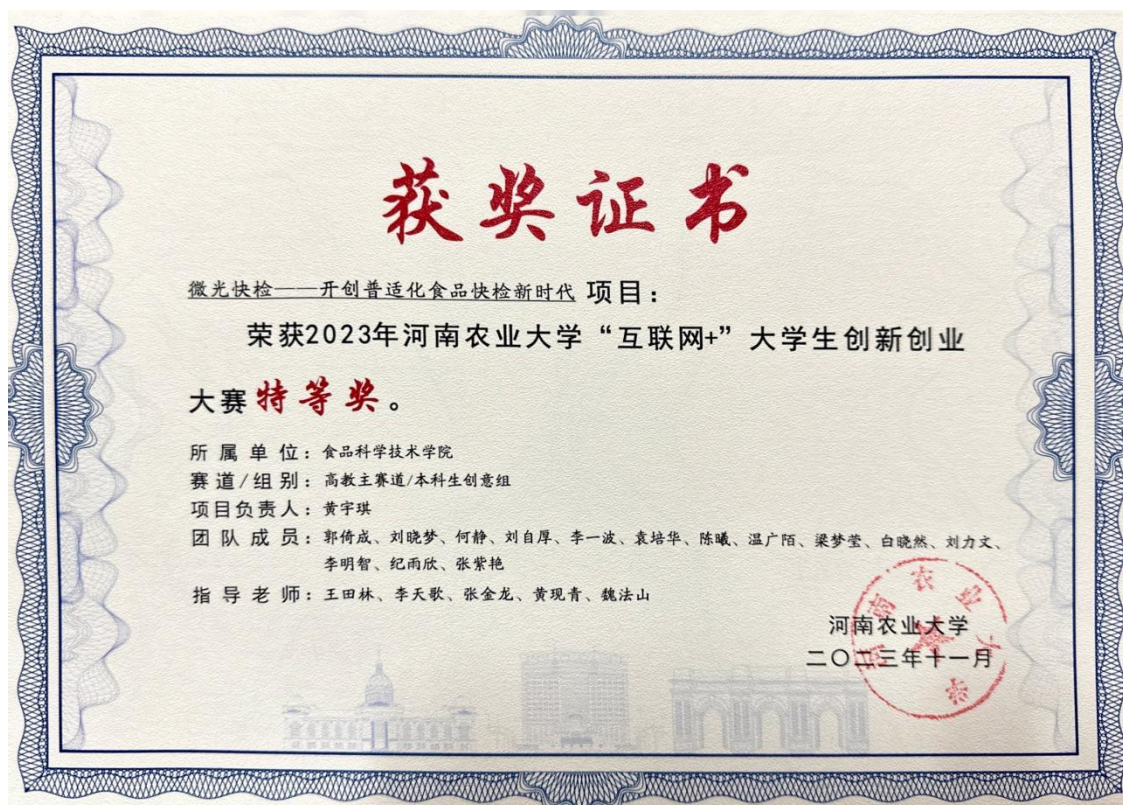 获奖证书
微光快检——开创普适化食品快检新时代 项目：
荣获2023年河南农业大学“互联网+”大学生创新创业
大赛特等奖。
所属单位：食品科学技术学院
赛道/组别：高教主赛道/本科生创意组
项目负责人：黄宇琪
团队成员：郭倚成、刘晓梦、何静、刘自厚、李一波、袁培华、陈曦、温广陌、梁梦莹、白晓然、刘力文、
李明智、纪雨欣、张紫艳
指导老师：王田林、李天歌、张金龙、黄现青、魏法山
河南农业大学
二〇二三年十一月
河南农业大学